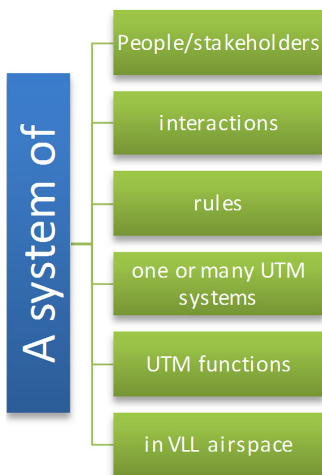 A system of
People/stakeholders
interactions
rules
one or many UTM
systems
UTM functions
in VLL airspace